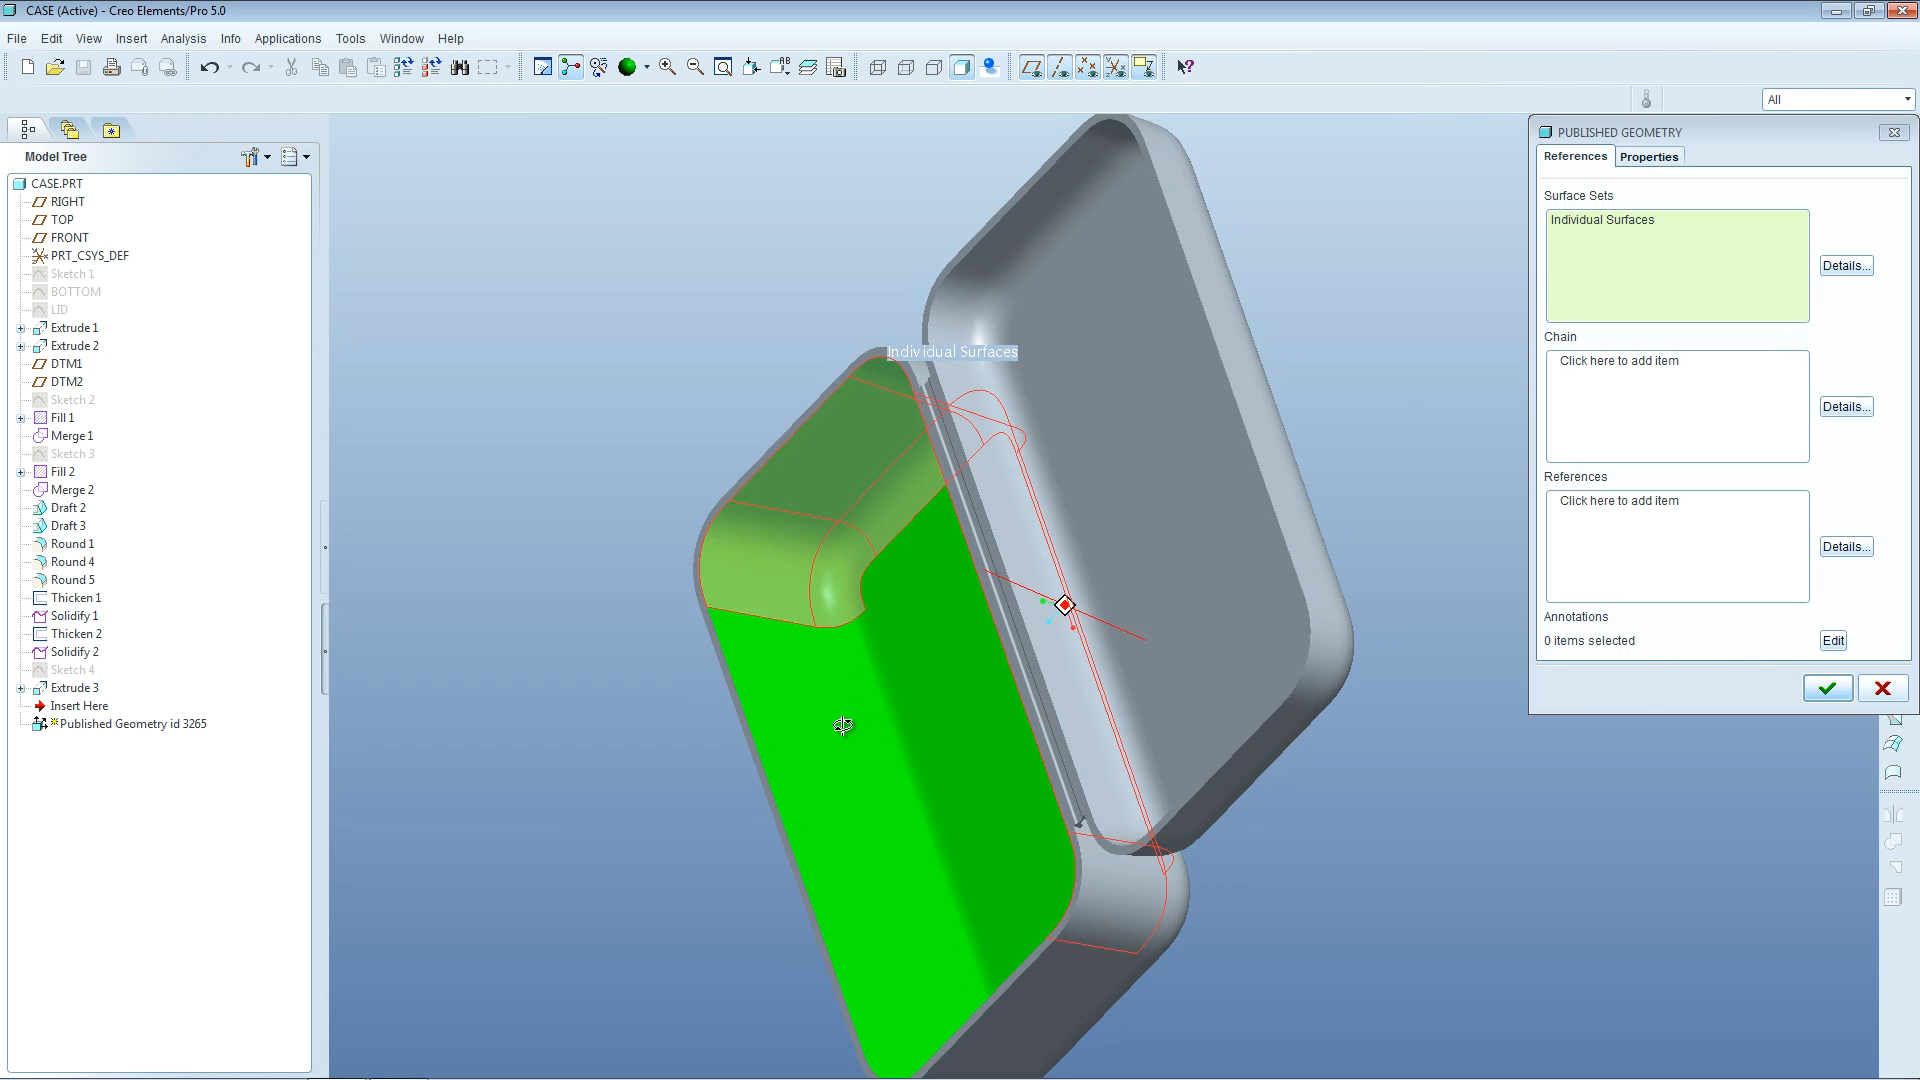 CASE (Active) - Creo Elements/Pro 5.0
File Edit View Insert Analysis Info Applications Tools Window Help
All
Model Tree
CASE.PRT
RIGHT
TOP
FRONT
PRT_CSYS_DEF
Sketch 1
BOTTOM
LID
Extrude 1
Extrude 2
DTM1
DTM2
Sketch 2
Fill 1
Merge 1
Sketch 3
Fill 2
Merge 2
Draft 2
Draft 3
Round 1
Round 4
Round 5
Thicken 1
Solidify 1
Thicken 2
Solidify 2
Sketch 4
Extrude 3
Insert Here
*Published Geometry id 3265
Individual Surfaces
PUBLISHED GEOMETRY
References Properties
Surface Sets
Individual Surfaces
Details...
Chain
Click here to add item
Details...
References
Click here to add item
Details...
Annotations
0 items selected
Edit